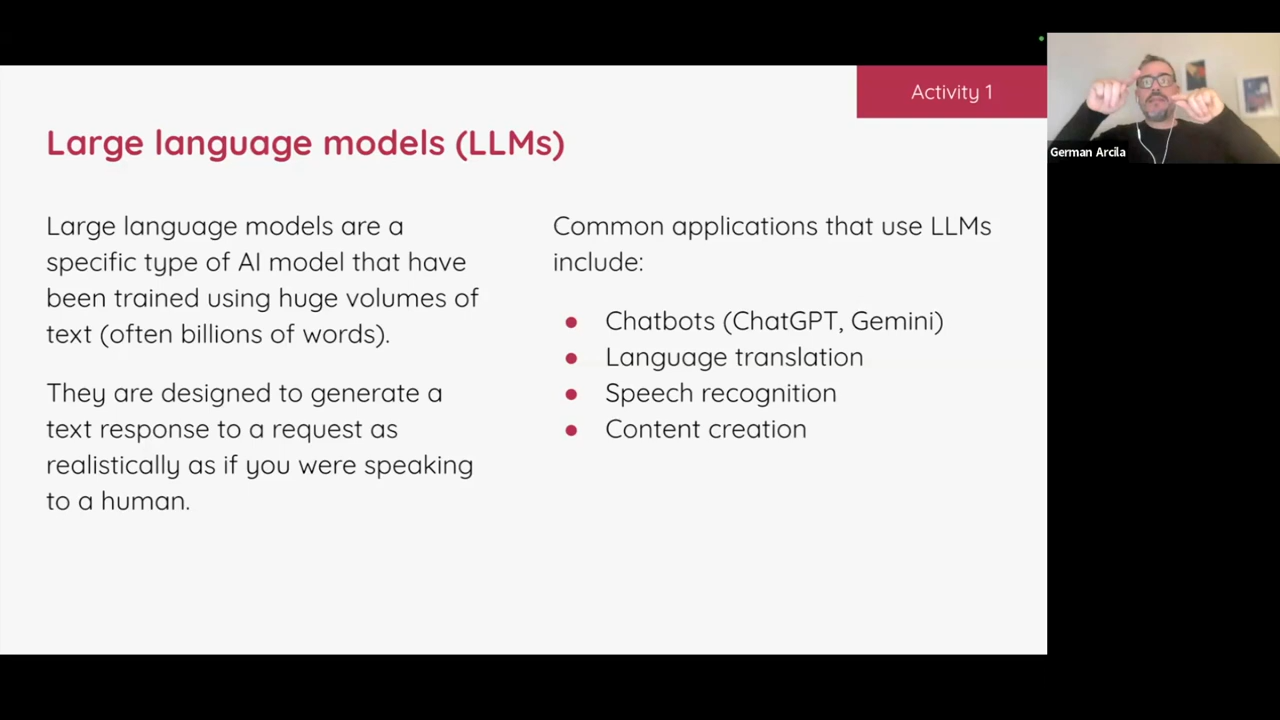 Activity 1
German Arcila
Large language models (LLMs)
Large language models are a
specific type of AI model that have
been trained using huge volumes of
text (often billions of words).
They are designed to generate a
text response to a request as
realistically as if you were speaking
to a human.
Common applications that use LLMs
include:
● Chatbots (ChatGPT, Gemini)
● Language translation
● Speech recognition
● Content creation